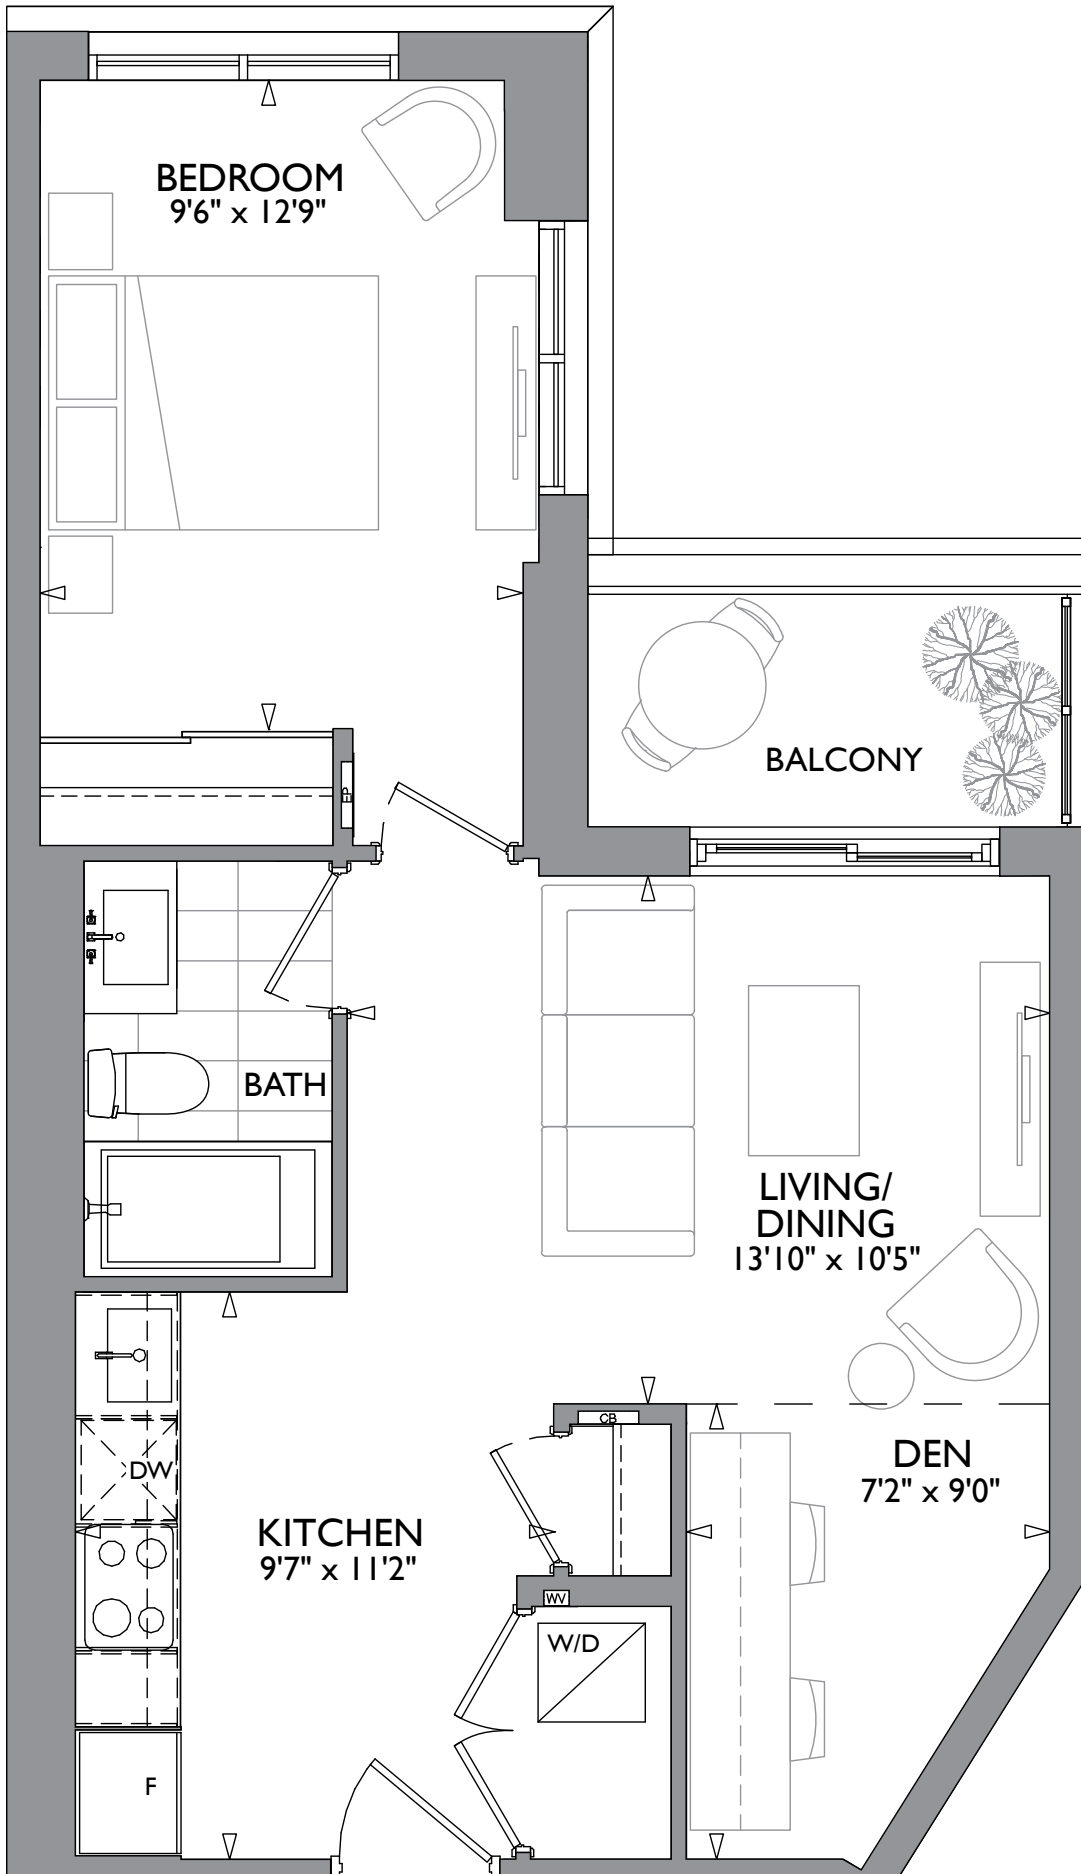 BEDROOM
9'6" x 12'9"
BALCONY
EP
BATH
LIVING/
DINING
13'10" x 10'5"
CB
DEN
7'2" x 9'0"
DW
KITCHEN
9'7" x 11'2"
WV
W/D
F